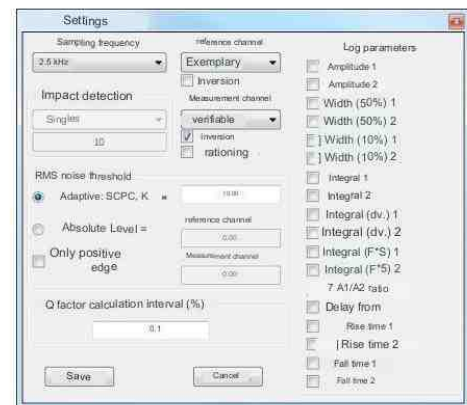 Settings
Sampling frequency
2.5 kHz
reference channel
Exemplary
Inversion
Impact detection
Singles
10
Measurement channel
verifiable
Inversion
rationing
RMS noise threshold
Adaptive: SCPC, K =
10.00
Absolute Level =
reference channel
0.00
Only positive
edge
Measurement channel
0.00
Q factor calculation interval (%)
0.1
Save
Cancel
Log parameters
Amplitude 1
Amplitude 2
Width (50%) 1
Width (50%) 2
] Width (10%) 1
] Width (10%) 2
Integral 1
Integral 2
Integral (dv.) 1
Integral (dv.) 2
Integral (F*S) 1
Integral (F*5) 2
7 A1/A2 ratio
Delay from
Rise time 1
| Rise time 2
Fall time 1
Fall time 2